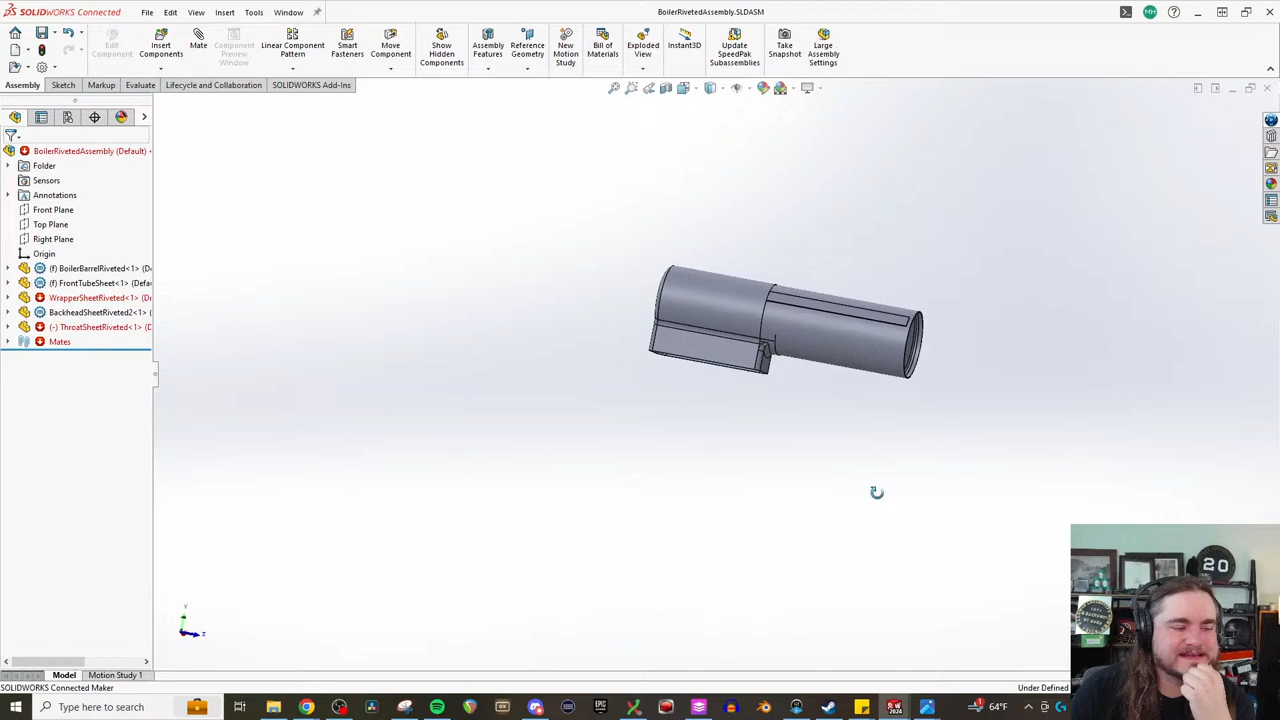 SOLIDWORKS CONNECTED
File
Edit
View
Insert
Tools
Window
BoilerRivetedAssembly.SLDASM
MH
Edit Component
Insert Components
Mate
Component Preview Window
Linear Component Pattern
Smart Fasteners
Move Component
Show Hidden Components
Assembly Features
Reference Geometry
New Motion Study
Bill of Materials
Exploded View
Instant3D
Update SpeedPak Subassemblies
Take Snapshot
Large Assembly Settings
Assembly
Sketch
Markup
Evaluate
Lifecycle and Collaboration
SOLIDWORKS Add-Ins
BoilerRivetedAssembly (Default)
Folder
Sensors
Annotations
Front Plane
Top Plane
Right Plane
Origin
(f) BoilerBarrelRiveted<1> (De
(f) FrontTubeSheet<1> (Def
WrapperSheetRiveted<1> (D
BackheadSheetRiveted2<1>
(-) ThroatSheetRiveted<1> (D
Mates
Y
Z
20
Model
Motion Study 1
SOLIDWORKS Connected Maker
Under Defined
Type here to search
64°F